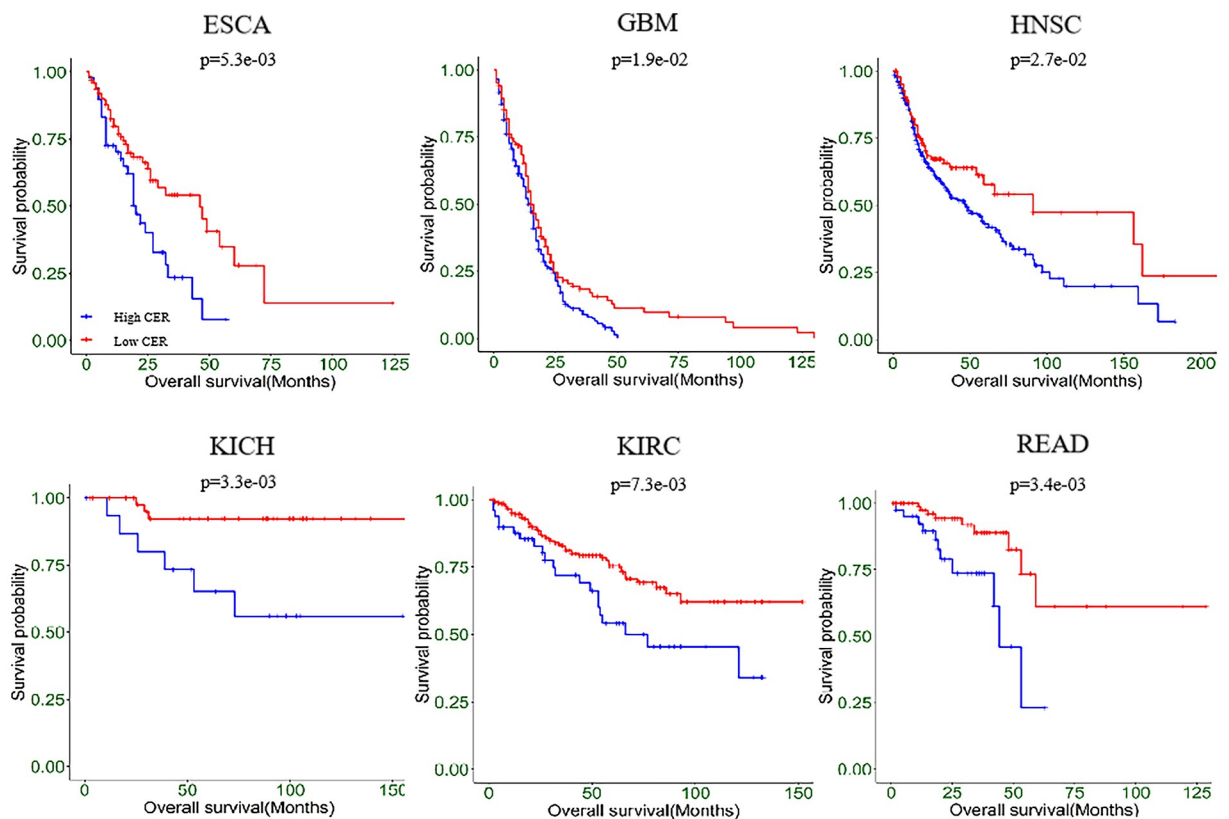 ESCA
p=5.3e-03
1.00
0.75
0.50
0.25
0.00
Survival probability
High CER
Low CER
0 25 50 75 100 125
Overall survival(Months)
GBM
p=1.9e-02
1.00
0.75
0.50
0.25
0.00
Survival probability
0 25 50 75 100 125
Overall survival(Months)
HNSC
p=2.7e-02
1.00
0.75
0.50
0.25
0.00
Survival probability
0 50 100 150 200
Overall survival(Months)
KICH
p=3.3e-03
1.00
0.75
0.50
0.25
0.00
Survival probability
0 50 100 150
Overall survival(Months)
KIRC
p=7.3e-03
1.00
0.75
0.50
0.25
0.00
Survival probability
0 50 100 150
Overall survival(Months)
READ
p=3.4e-03
1.00
0.75
0.50
0.25
0.00
Survival probability
0 25 50 75 100 125
Overall survival(Months)